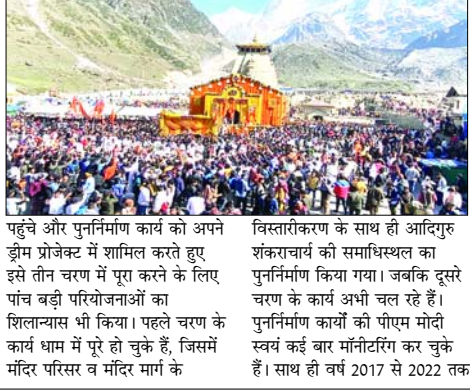 पहुंचे और पुनर्निर्माण कार्य को अपने
ड्रीम प्रोजेक्ट में शामिल करते हुए
इसे तीन चरण में पूरा करने के लिए
पांच बड़ी परियोजनाओं का
शिलान्यास भी किया। पहले चरण के
कार्य धाम में पूरे हो चुके हैं, जिसमें
मंदिर परिसर व मंदिर मार्ग के
विस्तारीकरण के साथ ही आदिगुरु
शंकराचार्य की समाधिस्थल का
पुनर्निर्माण किया गया। जबकि दूसरे
चरण के कार्य अभी चल रहे हैं।
पुनर्निर्माण कार्यों की पीएम मोदी
स्वयं कई बार मॉनीटरिंग कर चुके
हैं। साथ ही वर्ष 2017 से 2022 तक